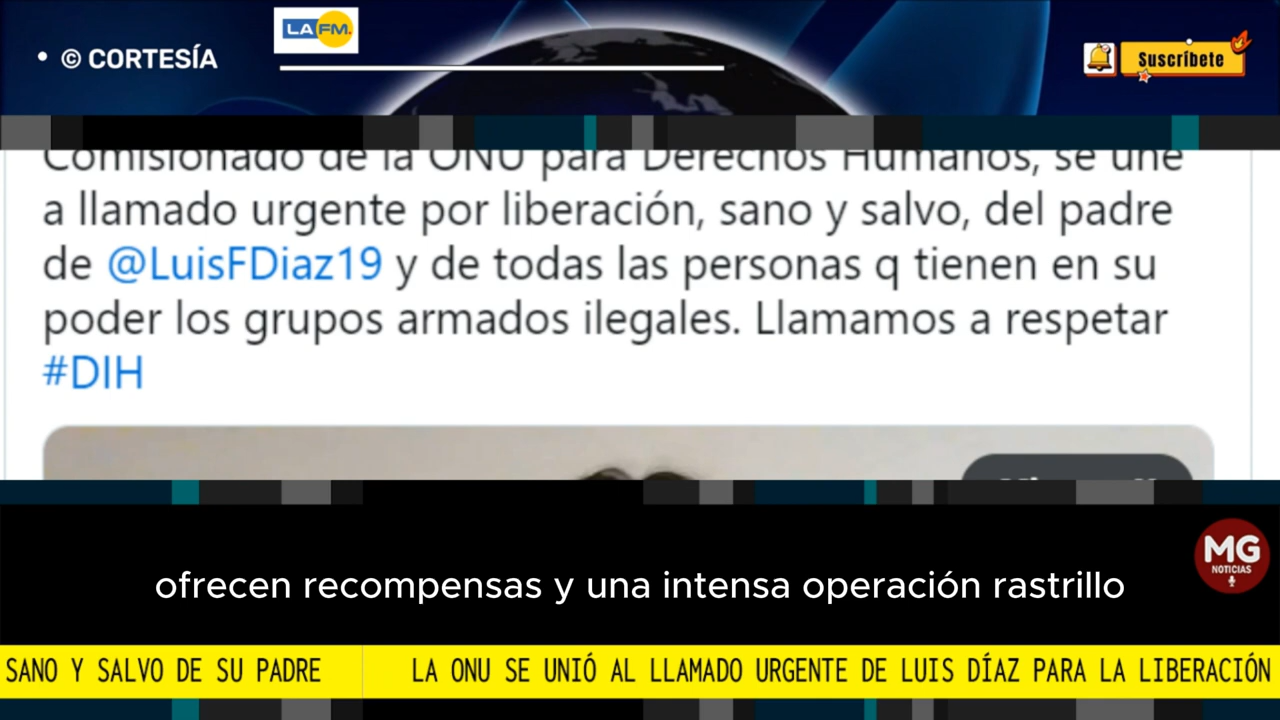 • © CORTESÍA
LA FM.
Suscríbete
Comisionado de la ONU para Derechos Humanos, se une
a llamado urgente por liberación, sano y salvo, del padre
de @LuisFDiaz19 y de todas las personas q tienen en su
poder los grupos armados ilegales. Llamamos a respetar
#DIH
MG
NOTICIAS
ofrecen recompensas y una intensa operación rastrillo
SANO Y SALVO DE SU PADRE
LA ONU SE UNIÓ AL LLAMADO URGENTE DE LUIS DÍAZ PARA LA LIBERACIÓN